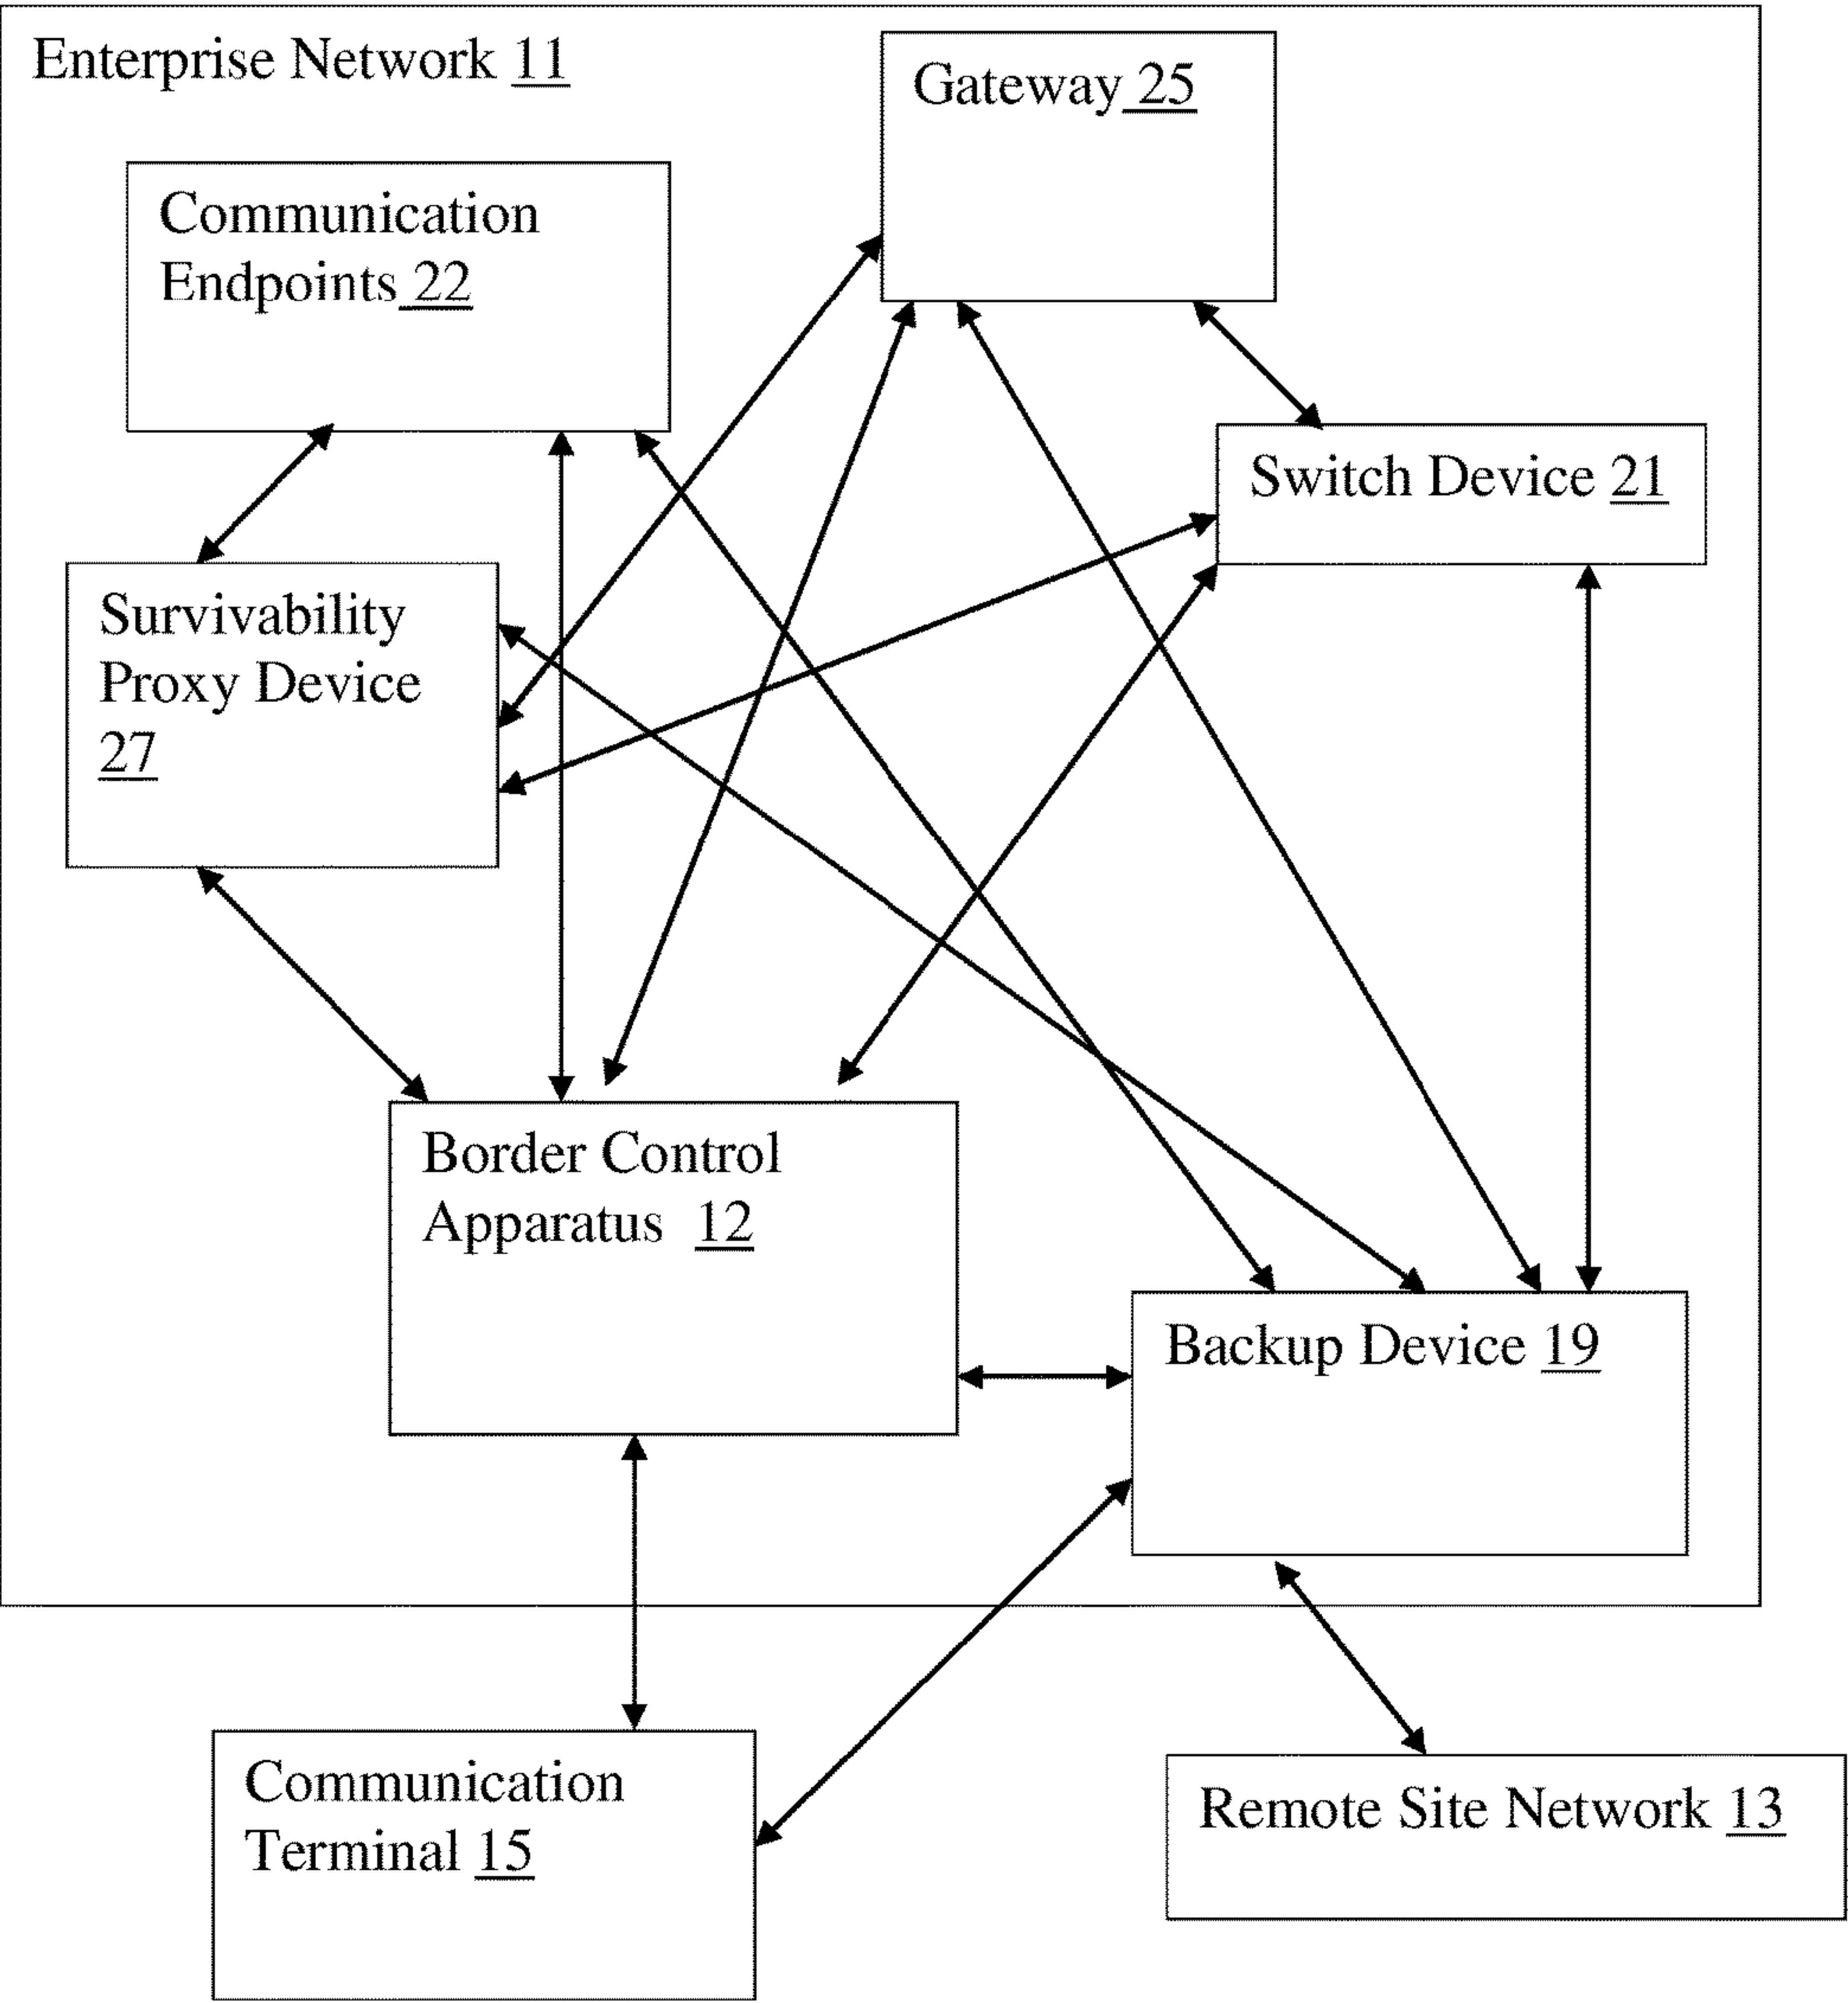 Enterprise Network 11
Gateway 25
Communication
Endpoints 22
Switch Device 21
Survivability
Proxy Device
27
Border Control
Apparatus 12
Backup Device 19
Communication
Terminal 15
Remote Site Network 13